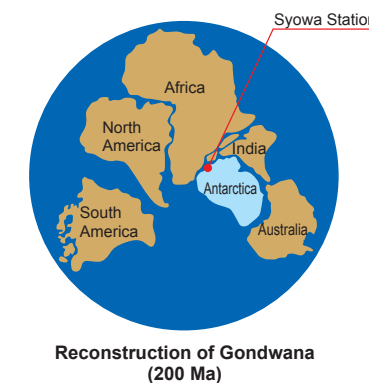 Syowa Station
Africa
North
America
India
Antarctica
South
America
Australia
Reconstruction of Gondwana
(200 Ma)